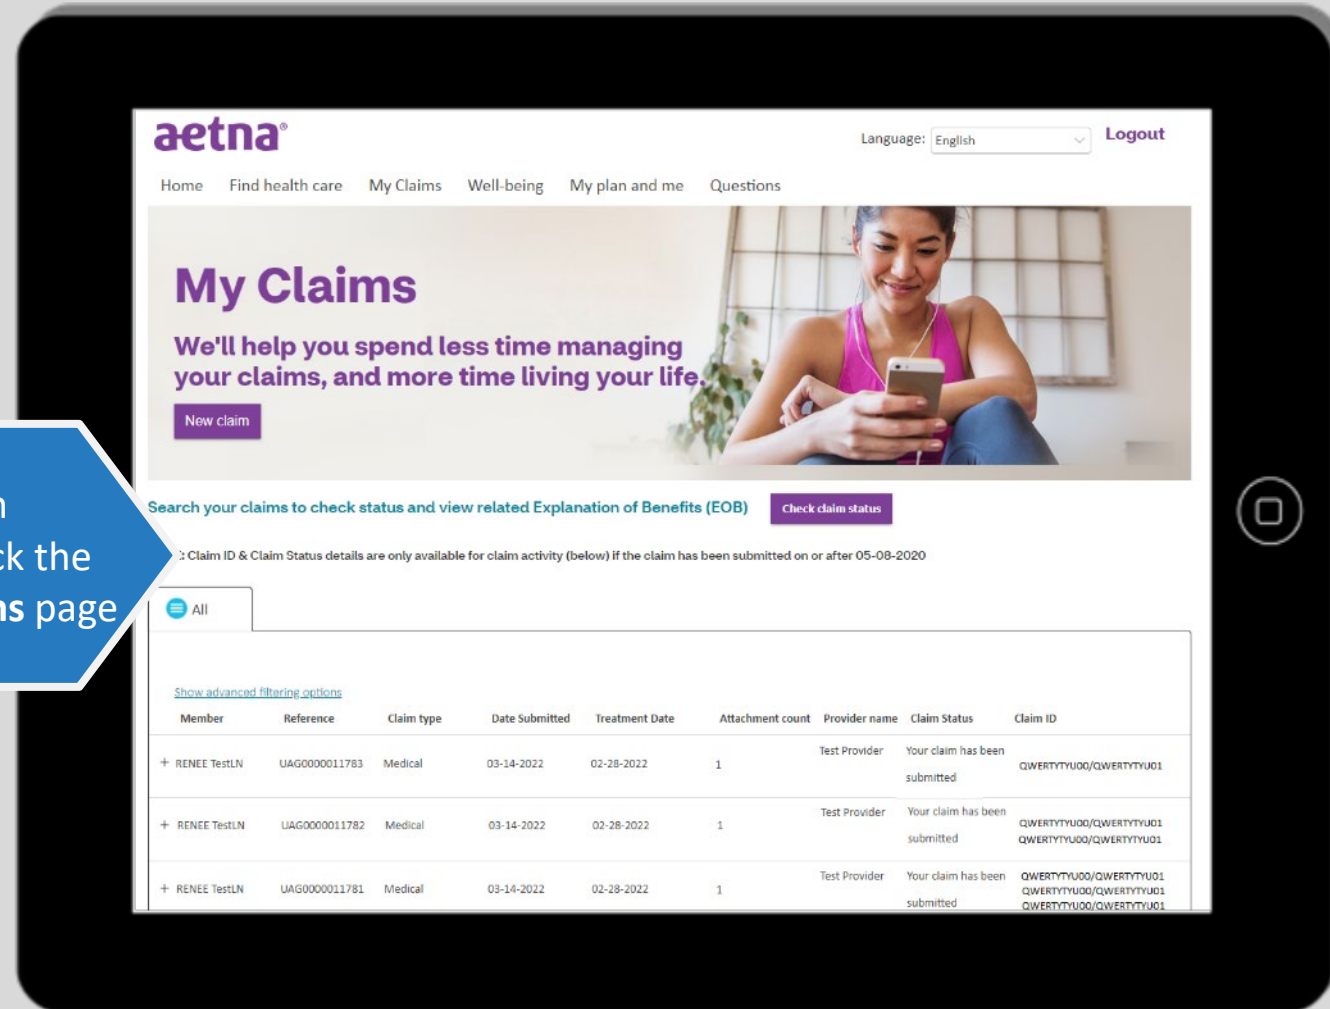 aetna®
Language: English Logout
Home Find health care My Claims Well-being My plan and me Questions
My Claims
We'll help you spend less time managing
your claims, and more time living your life.
New claim
the
page
Search your claims to check status and view related Explanation of Benefits (EOB) Check claim status
: Claim ID & Claim Status details are only available for claim activity (below) if the claim has been submitted on or after 05-08-2020
All
Show advanced filtering options
Member Reference Claim type Date Submitted Treatment Date Attachment count Provider name Claim Status Claim ID
+ RENEE TestLN UAG0000011783 Medical 03-14-2022 02-28-2022 1 Test Provider Your claim has been
submitted QWERTYTYU00/QWERTYTYU01
+ RENEE TestLN UAG0000011782 Medical 03-14-2022 02-28-2022 1 Test Provider Your claim has been
submitted QWERTYTYU00/QWERTYTYU01
QWERTYTYU00/QWERTYTYU01
+ RENEE TestLN UAG0000011781 Medical 03-14-2022 02-28-2022 1 Test Provider Your claim has been
submitted QWERTYTYU00/QWERTYTYU01
QWERTYTYU00/QWERTYTYU01
QWERTYTYU00/QWERTYTYU01